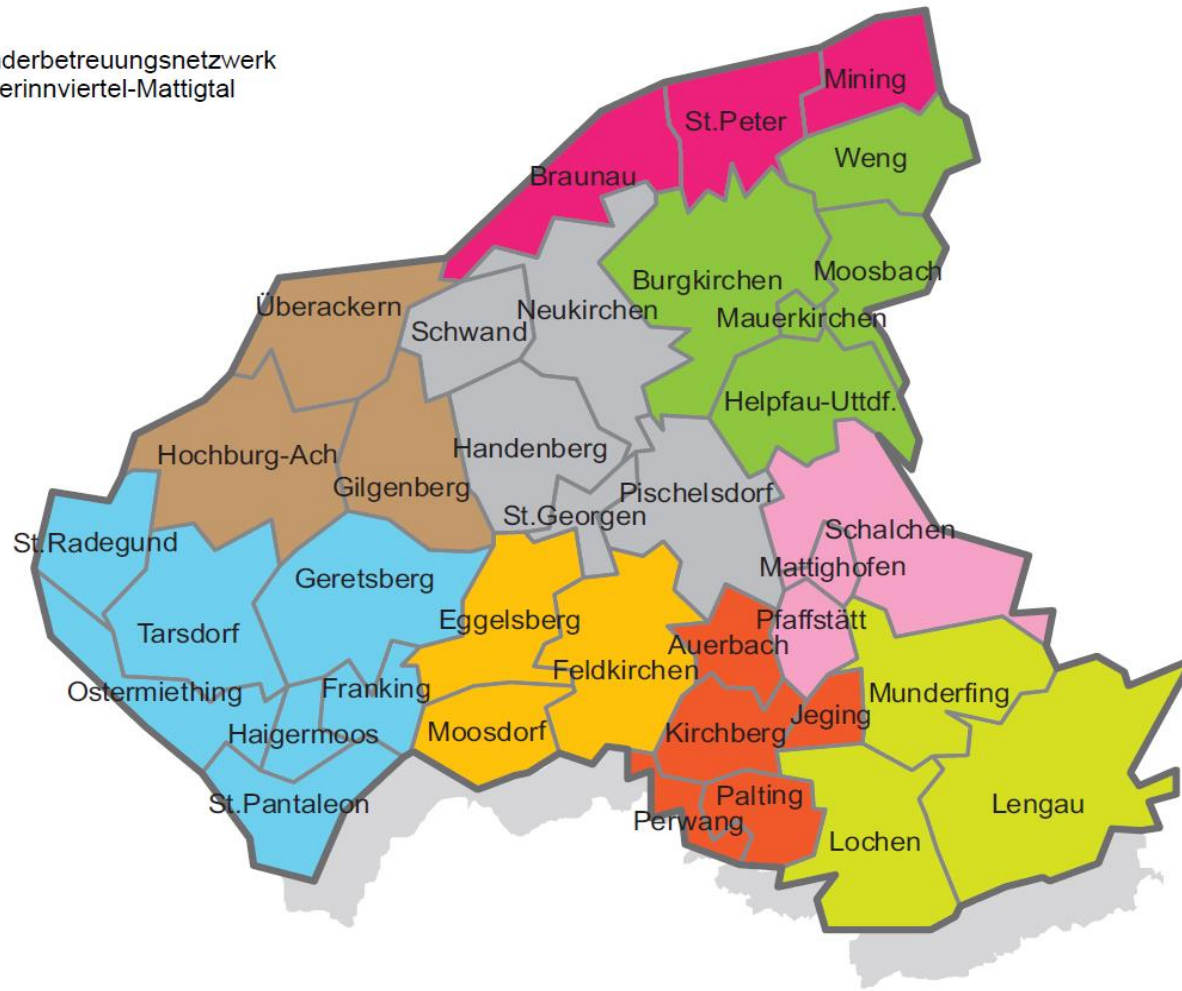 nderbetreuungsnetzwerk
erinnviertel-Mattigtal
Mining
St.Peter
Weng
Braunau
Moosbach
Burgkirchen
Überackern
Neukirchen
Mauerkirchen
Schwand
Helpfau-Uttdf.
Handenberg
Hochburg-Ach
Gilgenberg
Pischelsdorf
St.Georgen
Schalchen
St.Radegund
Mattighofen
Geretsberg
Eggelsberg
Pfaffstätt
Tarsdorf
Auerbach
Feldkirchen
Ostermiething
Franking
Munderfing
Jeging
Haigermoos
Moosdorf
Kirchberg
St.Pantaleon
Palting
Lengau
Perwang
Lochen